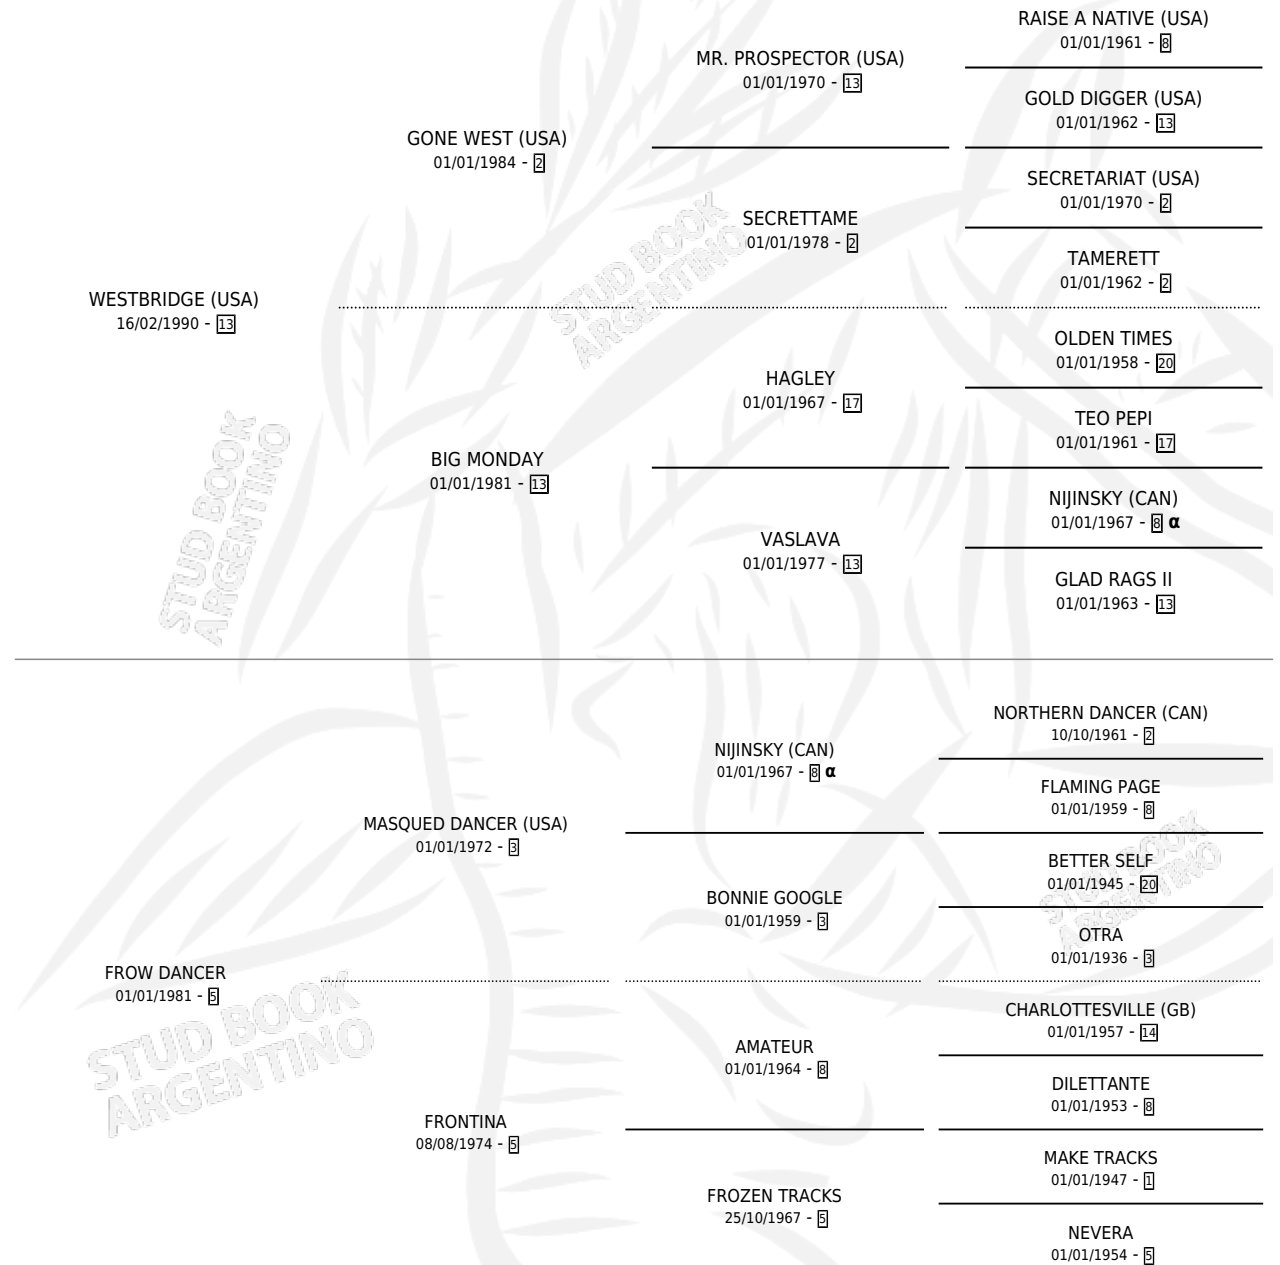 RAISE A NATIVE (USA)
01/01/1961 - 8
MR. PROSPECTOR (USA)
01/01/1970 - 13
GOLD DIGGER (USA)
01/01/1962 - 13
GONE WEST (USA)
01/01/1984 - 2
SECRETARIAT (USA)
01/01/1970 - 2
SECRETTAME
01/01/1978 - 2
TAMERETT
01/01/1962 - 2
WESTBRIDGE (USA)
16/02/1990 - 13
OLDEN TIMES
01/01/1958 - 20
HAGLEY
01/01/1967 - 17
TEO PEPI
01/01/1961 - 17
BIG MONDAY
01/01/1981 - 13
NIJINSKY (CAN)
01/01/1967 - 8 α
VASLAVA
01/01/1977 - 13
GLAD RAGS II
01/01/1963 - 13
STUD BOOK
ARGENTINO
STUD BOOK
ARGENTINO
NORTHERN DANCER (CAN)
10/10/1961 - 2
NIJINSKY (CAN)
01/01/1967 - 8 α
FLAMING PAGE
01/01/1959 - 8
MASQUED DANCER (USA)
01/01/1972 - 3
BETTER SELF
01/01/1945 - 20
BONNIE GOOGLE
01/01/1959 - 3
OTRA
01/01/1936 - 3
STUD BOOK
ARGENTINO
FROW DANCER
01/01/1981 - 5
CHARLOTTESVILLE (GB)
01/01/1957 - 14
AMATEUR
01/01/1964 - 8
DILETTANTE
01/01/1953 - 8
FRONTINA
08/08/1974 - 5
MAKE TRACKS
01/01/1947 - 1
FROZEN TRACKS
25/10/1967 - 5
NEVERA
01/01/1954 - 5
STUD BOOK
ARGENTINO